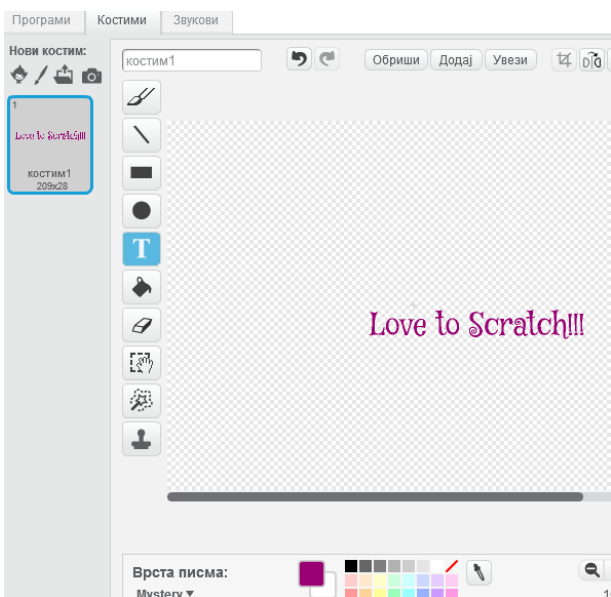 Програми Костими Звукови
Нови костим:
костим1
Обриши Додај Увези
1
Love to Scratch!!!
костим1
209x28
T
Love to Scratch!!!
Врста писма:
Mystery ▼
1